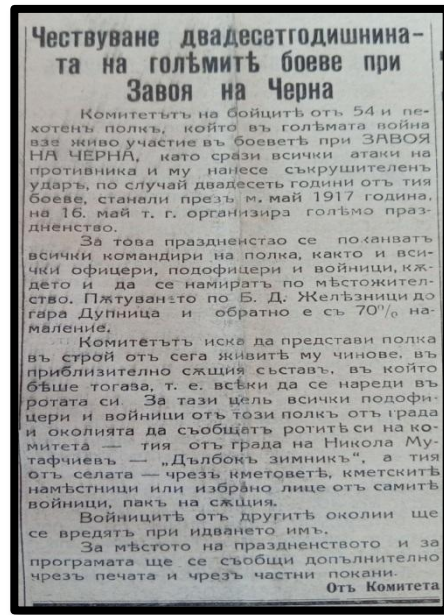 Чествуване двадесетгодишнина-
та на голѣмитѣ боеве при
Завоя на Черна
Комитетътъ на бойцитѣ отъ 54 и пе-
хотенъ полкъ, който въ голѣмата война
взе живо участие въ боеветѣ при ЗАВОЯ
НА ЧЕРНА, като срази всички атаки на
противника и му нанесе съкрушителенъ
ударъ, по случай двадесеть години отъ тия
боеве, станали презъ м. май 1917 година,
на 16. май т. г. организира голѣмо праз-
дненство.
За това праздненство се поканватъ
всички командири на полка, както и вси-
чки офицери, подофицери и войници, кѫ-
дето и да се намиратъ по мѣстожител-
ство. Пѫтуването по Б. Д. Желѣзници до
гара Дупница и обратно е съ 70% на-
маление.
Комитетътъ иска да представи полка
въ строй отъ сега живитѣ му чинове, въ
приблизително сѫщия съставъ, въ който
бѣше тогава, т. е. всѣки да се нареди въ
ротата си. За тази цель всички подофи-
цери и войници отъ този полкъ отъ града
и околията да съобщатъ ротитѣ си на ко-
митета — тия отъ града на Никола Му-
тафчиевъ — „Дълбокъ зимникъ“, а тия
отъ селата — чрезъ кметоветѣ, кметскитѣ
намѣстници или избрано лице отъ самитѣ
войници, пакъ на сѫщия.
Войницитѣ отъ другитѣ околии ще
се вредятъ при идването имъ.
За мѣстото на праздненството и за
програмата ще се съобщи допълнително
чрезъ печата и чрезъ частни покани.
Отъ Комитета